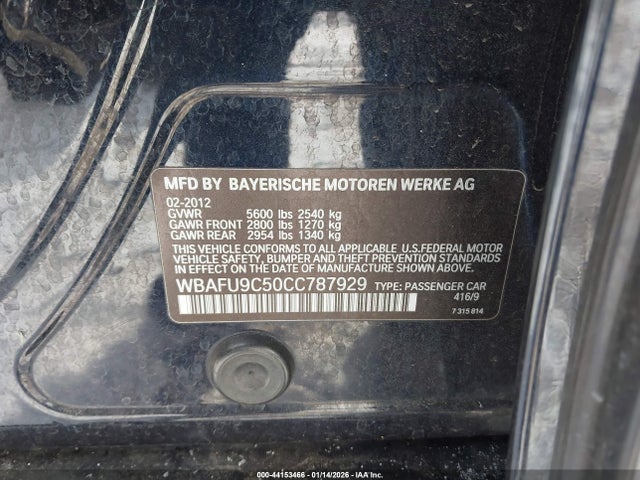 MFD BY BAYERISCHE MOTOREN WERKE AG
02-2012
GVWR 5600 lbs 2540 kg
GAWR FRONT 2800 lbs 1270 kg
GAWR REAR 2954 lbs 1340 kg
THIS VEHICLE CONFORMS TO ALL APPLICABLE U.S.FEDERAL MOTOR
VEHICLE SAFETY, BUMPER AND THEFT PREVENTION STANDARDS
IN EFFECT ON THE DATE OF MANUFACTURE SHOWN ABOVE.
WBAFU9C50CC787929 TYPE: PASSENGER CAR
416/9
7 315 814
000-44153466 - 01/14/2026 - IAA Inc.